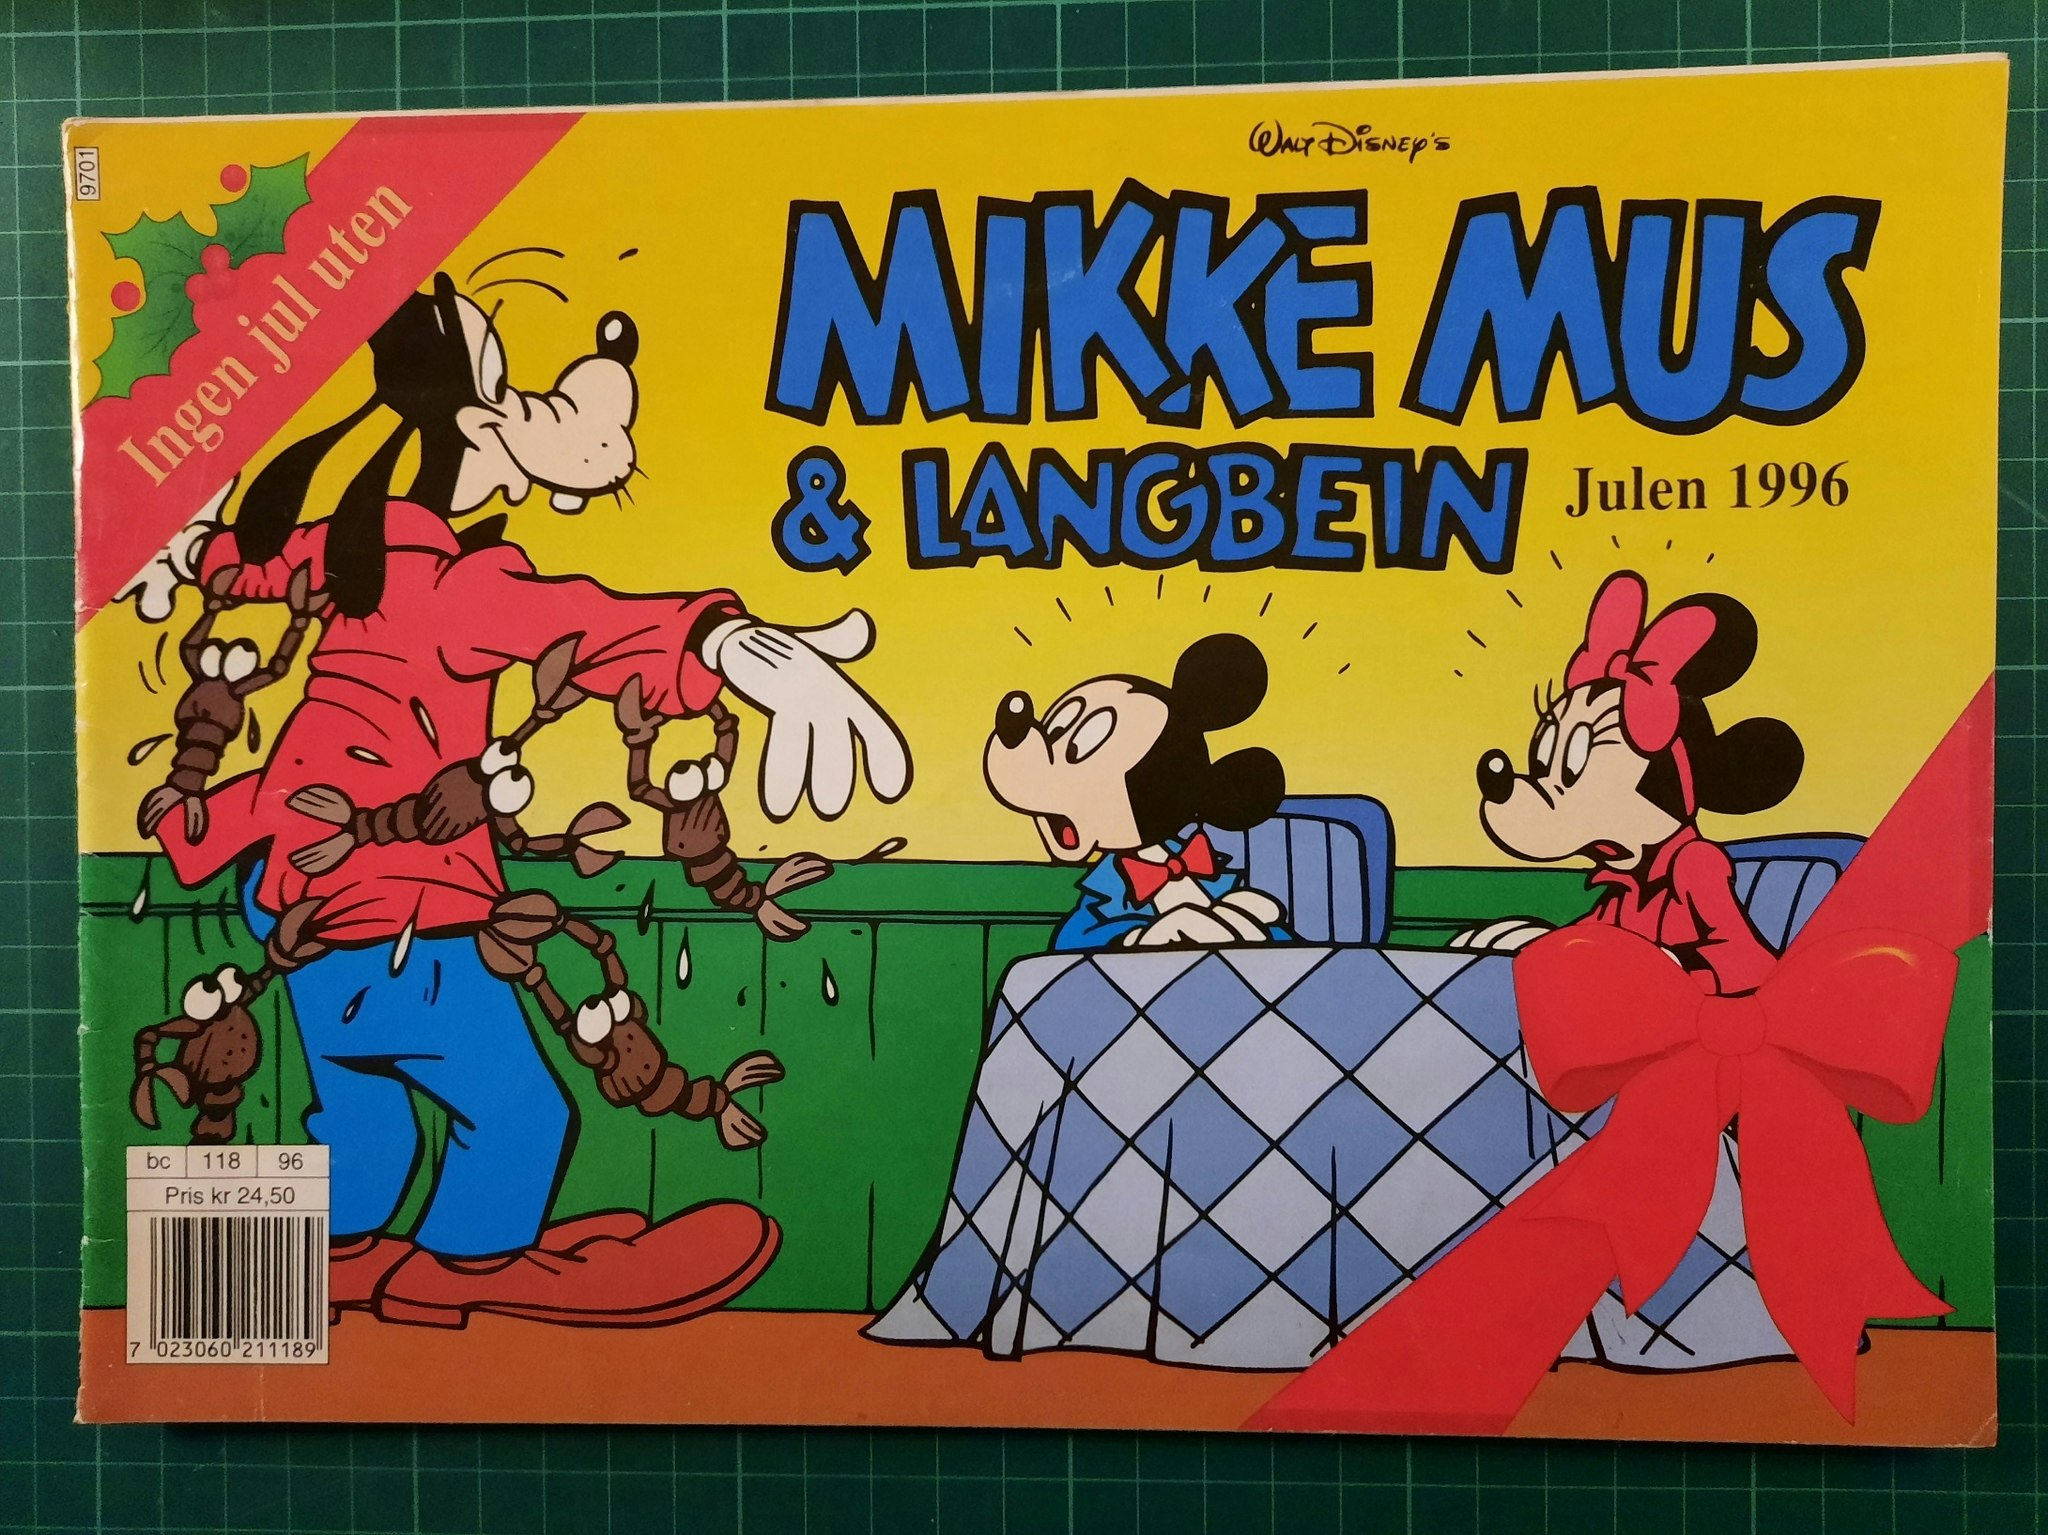 9701
Ingen jul uten
WALT DISNEY'S
MIKKE MUS
& LANGBEIN
Julen 1996
bc 118 96
Pris kr 24,50
7 023060 211189